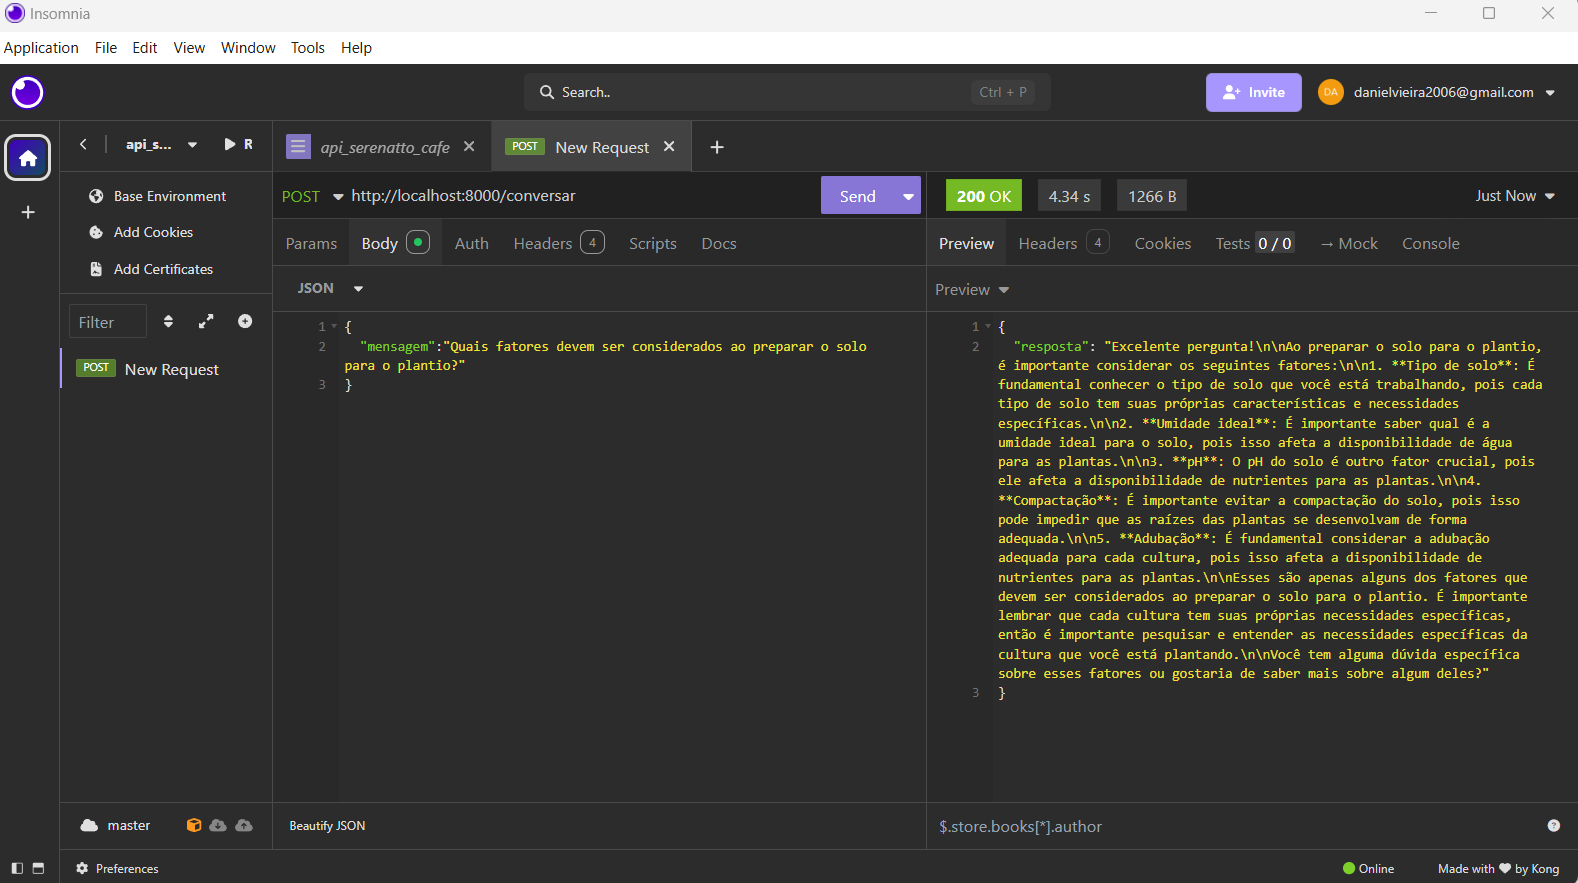 Insomnia
Application File Edit View Window Tools Help
Search.. Ctrl + P
Invite
DA danielvieira2006@gmail.com
api_s... R
api_serenatto_cafe
POST New Request
Base Environment
Add Cookies
Add Certificates
Filter
POST New Request
POST http://localhost:8000/conversar
Send
200 OK 4.34 s 1266 B
Just Now
Params Body Auth Headers 4 Scripts Docs
Preview Headers 4 Cookies Tests 0 / 0 → Mock Console
JSON
Preview
1 {
2 "mensagem":"Quais fatores devem ser considerados ao preparar o solo
para o plantio?"
3 }
1 {
2 "resposta": "Excelente pergunta!\n\nAo preparar o solo para o plantio,
é importante considerar os seguintes fatores:\n\n1. **Tipo de solo**: É
fundamental conhecer o tipo de solo que você está trabalhando, pois cada
tipo de solo tem suas próprias características e necessidades
específicas.\n\n2. **Umidade ideal**: É importante saber qual é a
umidade ideal para o solo, pois isso afeta a disponibilidade de água
para as plantas.\n\n3. **pH**: O pH do solo é outro fator crucial, pois
ele afeta a disponibilidade de nutrientes para as plantas.\n\n4.
**Compactação**: É importante evitar a compactação do solo, pois isso
pode impedir que as raízes das plantas se desenvolvam de forma
adequada.\n\n5. **Adubação**: É fundamental considerar a adubação
adequada para cada cultura, pois isso afeta a disponibilidade de
nutrientes para as plantas.\n\nEsses são apenas alguns dos fatores que
devem ser considerados ao preparar o solo para o plantio. É importante
lembrar que cada cultura tem suas próprias necessidades específicas,
então é importante pesquisar e entender as necessidades específicas da
cultura que você está plantando.\n\nVocê tem alguma dúvida específica
sobre esses fatores ou gostaria de saber mais sobre algum deles?"
3 }
master
Beautify JSON
$.store.books[*].author
Preferences
Online
Made with ♥ by Kong